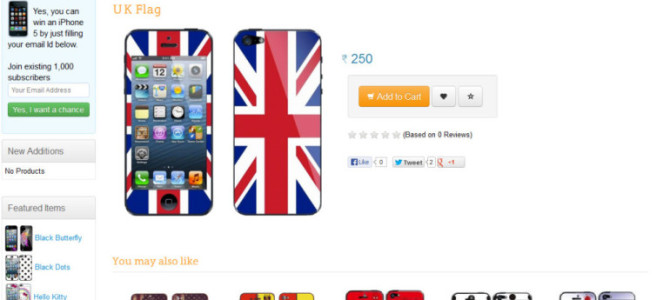 Yes, you can
win an iPhone
5 by just filling
your email Id below.
Join existing 1,000
subscribers
Your Email Address
Yes, I want a chance
New Additions
No Products
Featured Items
Black Butterfly
Black Dots
Hello Kitty
UK Flag
₹ 250
Add to Cart
(Based on 0 Reviews)
Like 0
Tweet 2
+1
You may also like